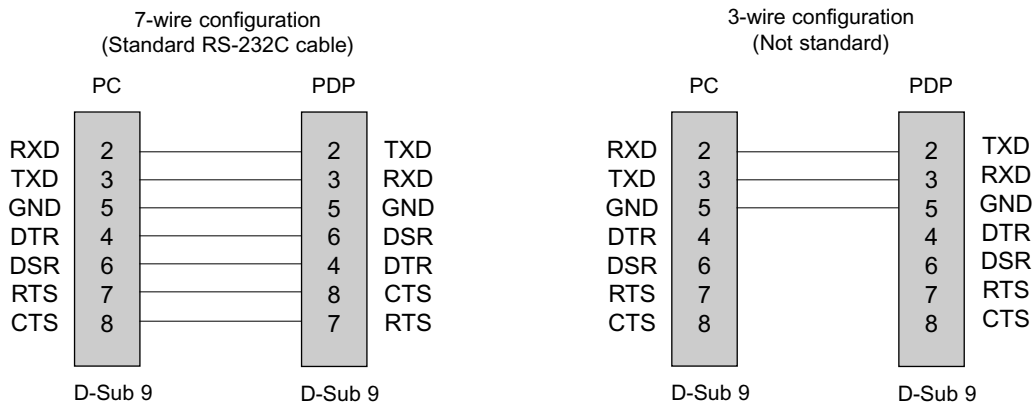 7-wire configuration
(Standard RS-232C cable)
PC PDP
RXD 2 2 TXD
TXD 3 3 RXD
GND 5 5 GND
DTR 4 6 DSR
DSR 6 4 DTR
RTS 7 8 CTS
CTS 8 7 RTS
D-Sub 9 D-Sub 9
3-wire configuration
(Not standard)
PC PDP
RXD 2 2 TXD
TXD 3 3 RXD
GND 5 5 GND
DTR 4 4 DTR
DSR 6 6 DSR
RTS 7 7 RTS
CTS 8 8 CTS
D-Sub 9 D-Sub 9